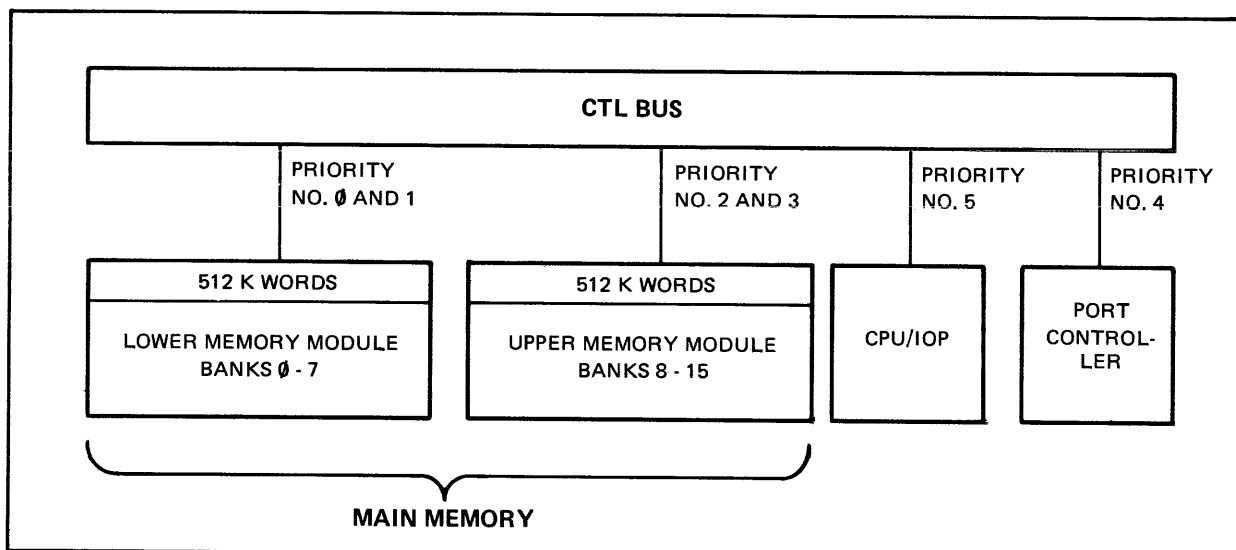 CTL BUS
PRIORITY
NO. Ø AND 1
PRIORITY
NO. 2 AND 3
PRIORITY
NO. 5
PRIORITY
NO. 4
512 K WORDS
LOWER MEMORY MODULE
BANKS Ø - 7
512 K WORDS
UPPER MEMORY MODULE
BANKS 8 - 15
CPU/IOP
PORT
CONTROL-
LER
MAIN MEMORY